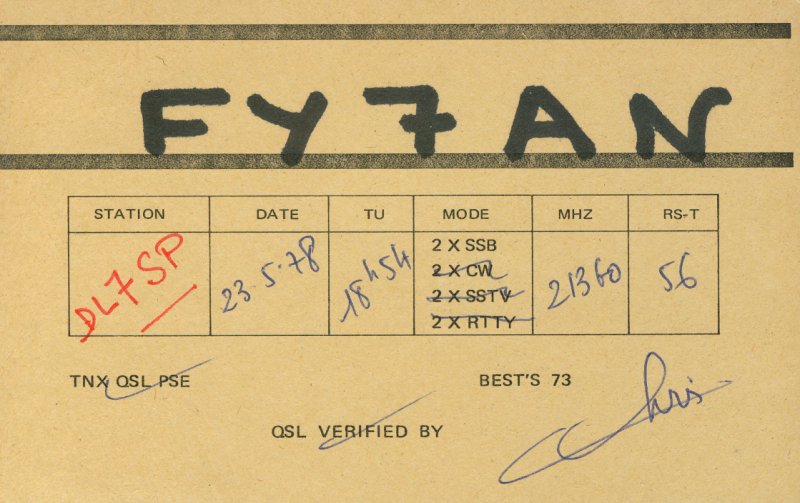 FY7AN
STATION DATE TU MODE MHZ RS-T
DL7SP 23.5.78 18h54 2 X SSB 21360 56
2 X CW
2 X SSTV
2 X RTTY
TNX QSL PSE BEST'S 73
QSL VERIFIED BY Chris